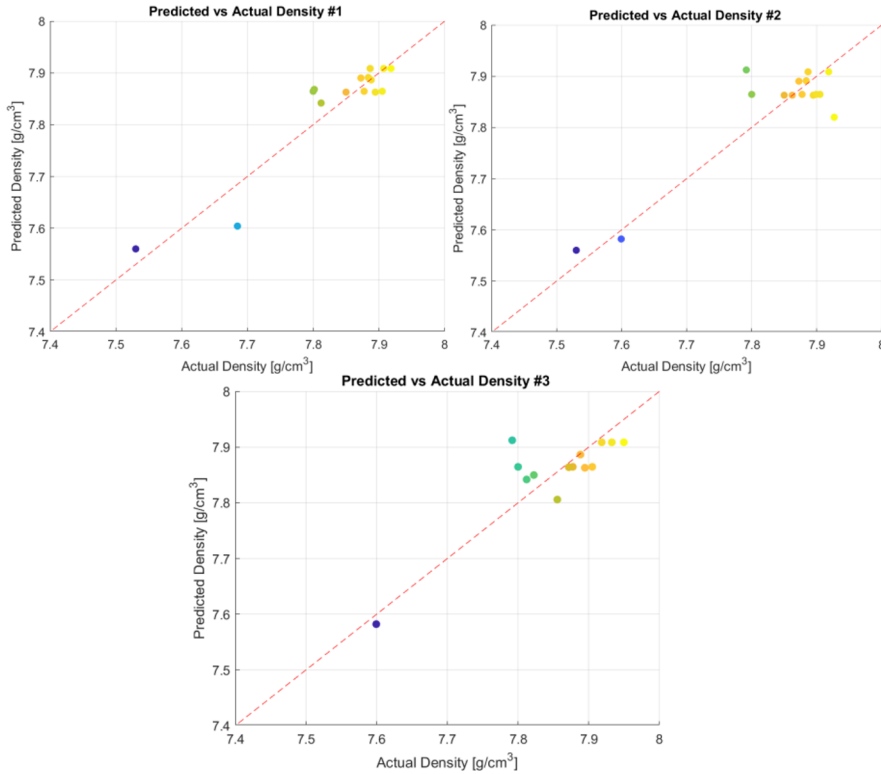 Predicted vs Actual Density #1
8
7.9
7.8
7.7
7.6
7.5
7.4
Predicted Density [g/cm³]
7.4 7.5 7.6 7.7 7.8 7.9 8
Actual Density [g/cm³]
Predicted vs Actual Density #2
8
7.9
7.8
7.7
7.6
7.5
7.4
Predicted Density [g/cm³]
7.4 7.5 7.6 7.7 7.8 7.9 8
Actual Density [g/cm³]
Predicted vs Actual Density #3
8
7.9
7.8
7.7
7.6
7.5
7.4
Predicted Density [g/cm³]
7.4 7.5 7.6 7.7 7.8 7.9 8
Actual Density [g/cm³]